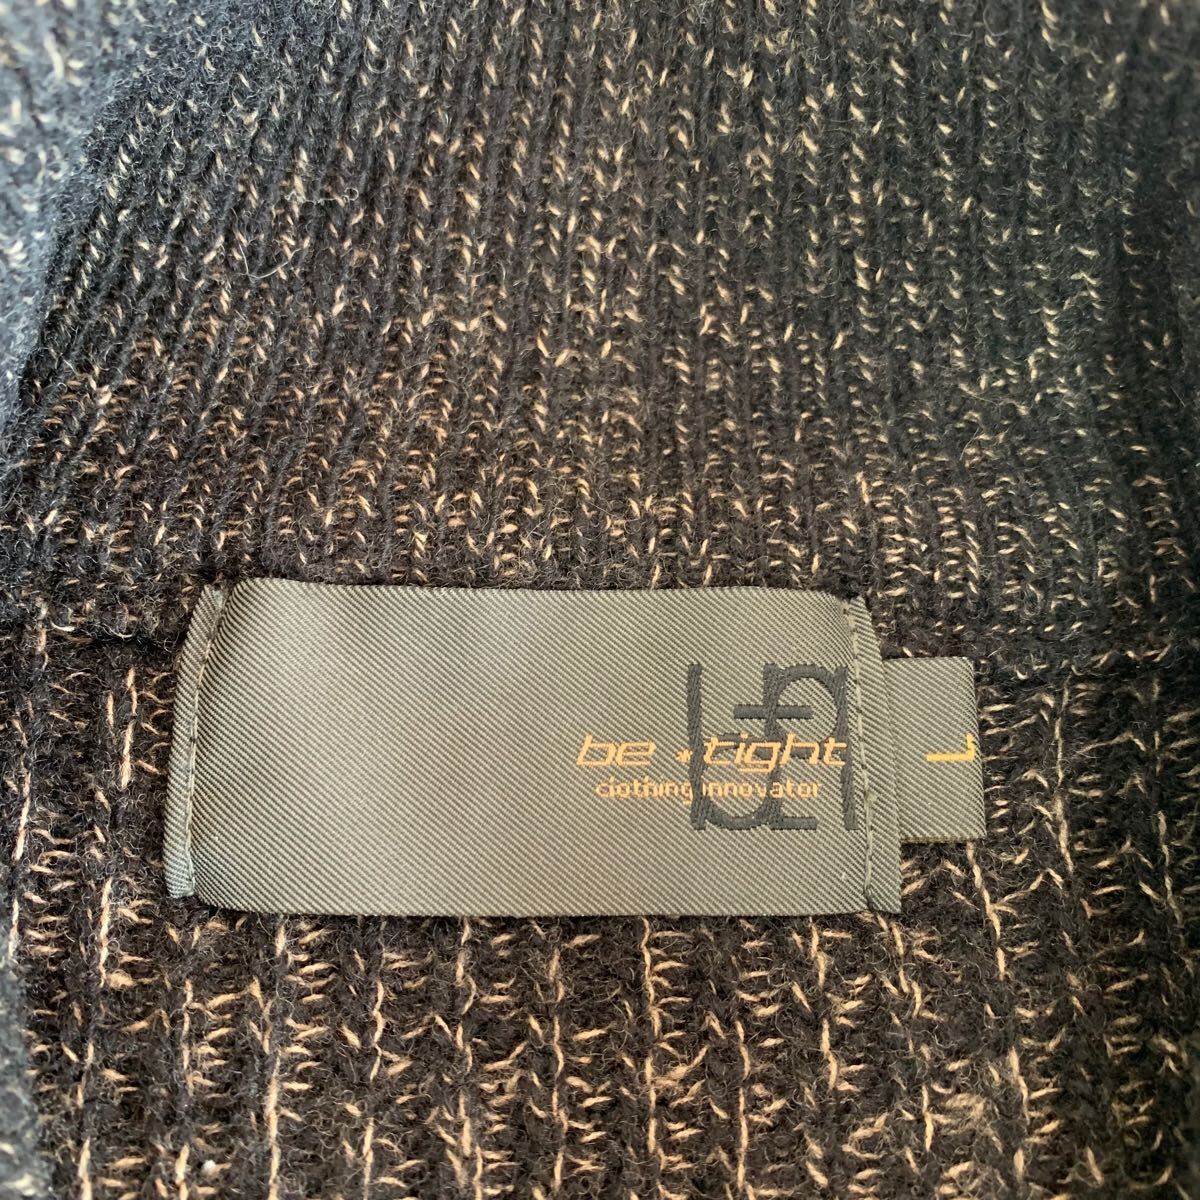 be · tight
clothing innovator
L